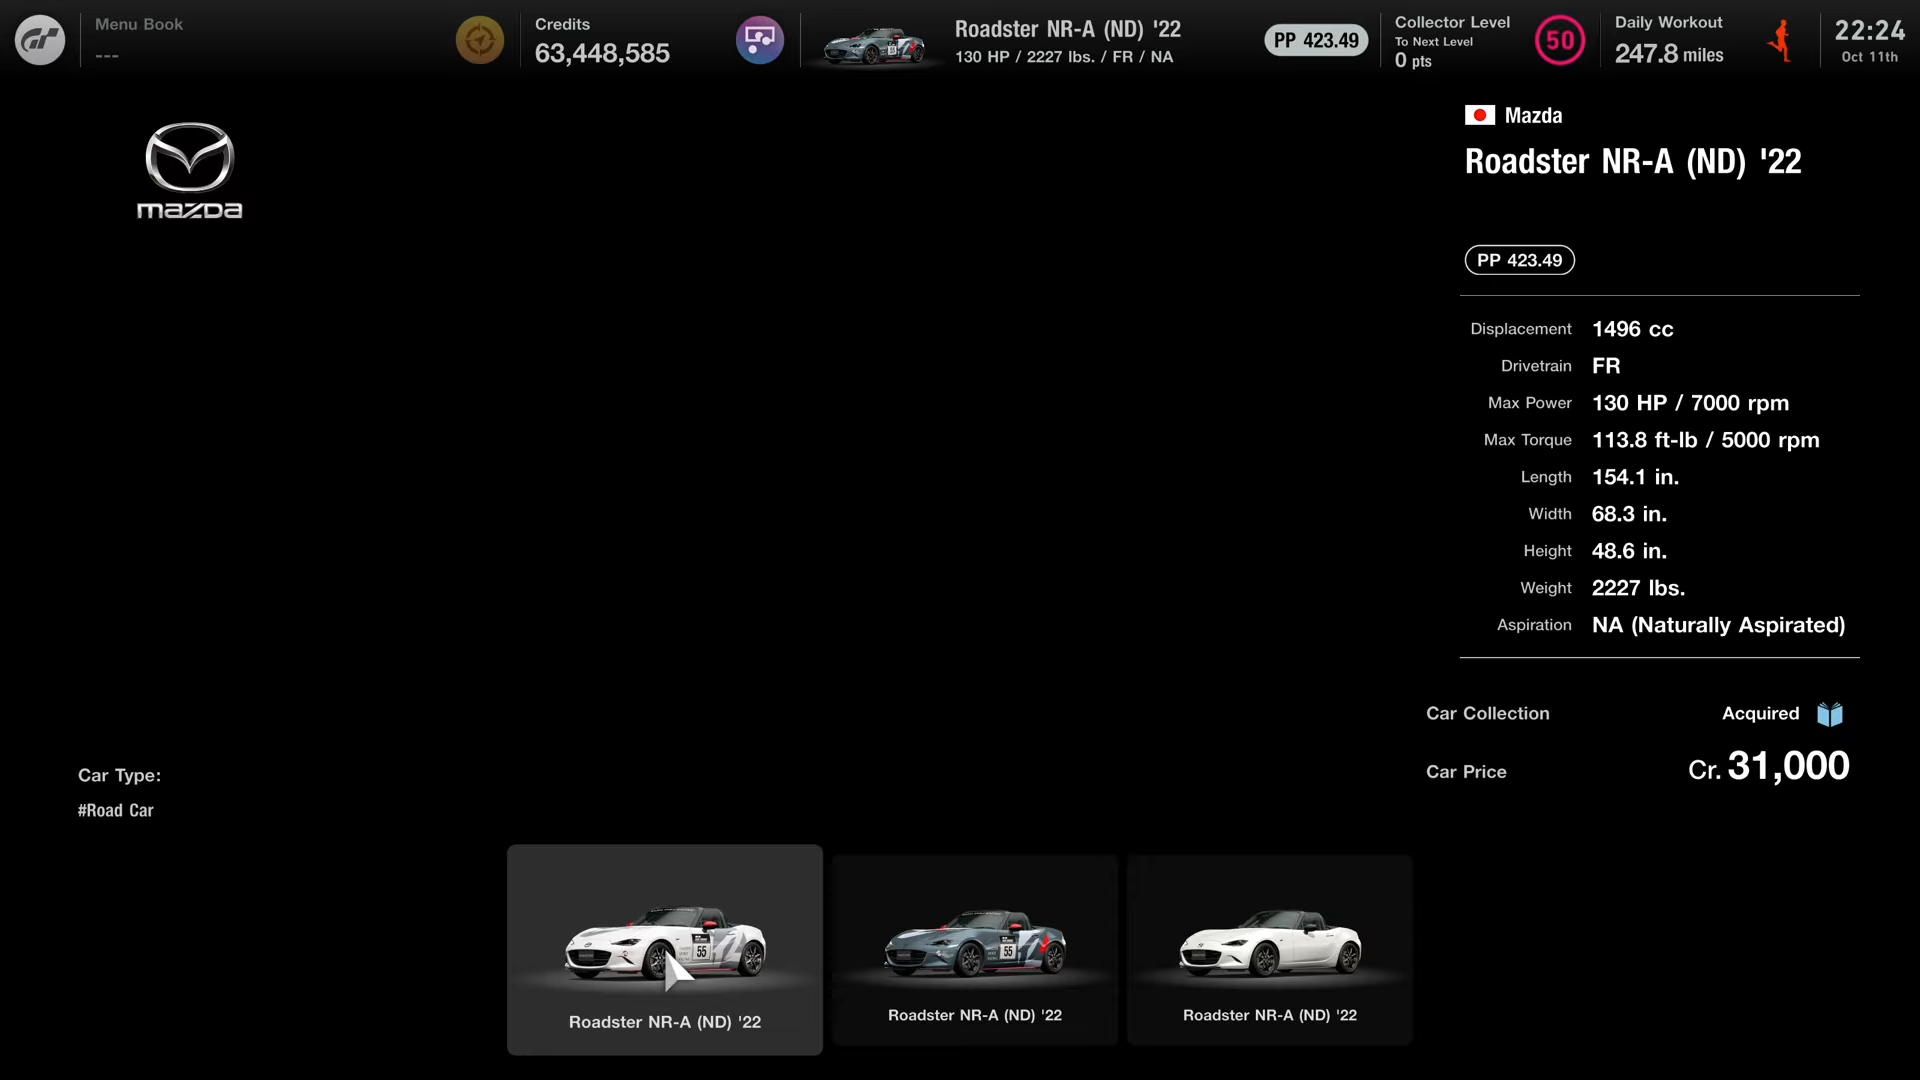 Menu Book
---
Credits
63,448,585
Roadster NR-A (ND) '22
130 HP / 2227 lbs. / FR / NA
PP 423.49
Collector Level
To Next Level
0 pts
50
Daily Workout
247.8 miles
22:24
Oct 11th
mazda
Mazda
Roadster NR-A (ND) '22
PP 423.49
Displacement 1496 cc
Drivetrain FR
Max Power 130 HP / 7000 rpm
Max Torque 113.8 ft-lb / 5000 rpm
Length 154.1 in.
Width 68.3 in.
Height 48.6 in.
Weight 2227 lbs.
Aspiration NA (Naturally Aspirated)
Car Collection Acquired
Car Price Cr. 31,000
Car Type:
#Road Car
55
Roadster NR-A (ND) '22
55
Roadster NR-A (ND) '22
Roadster NR-A (ND) '22